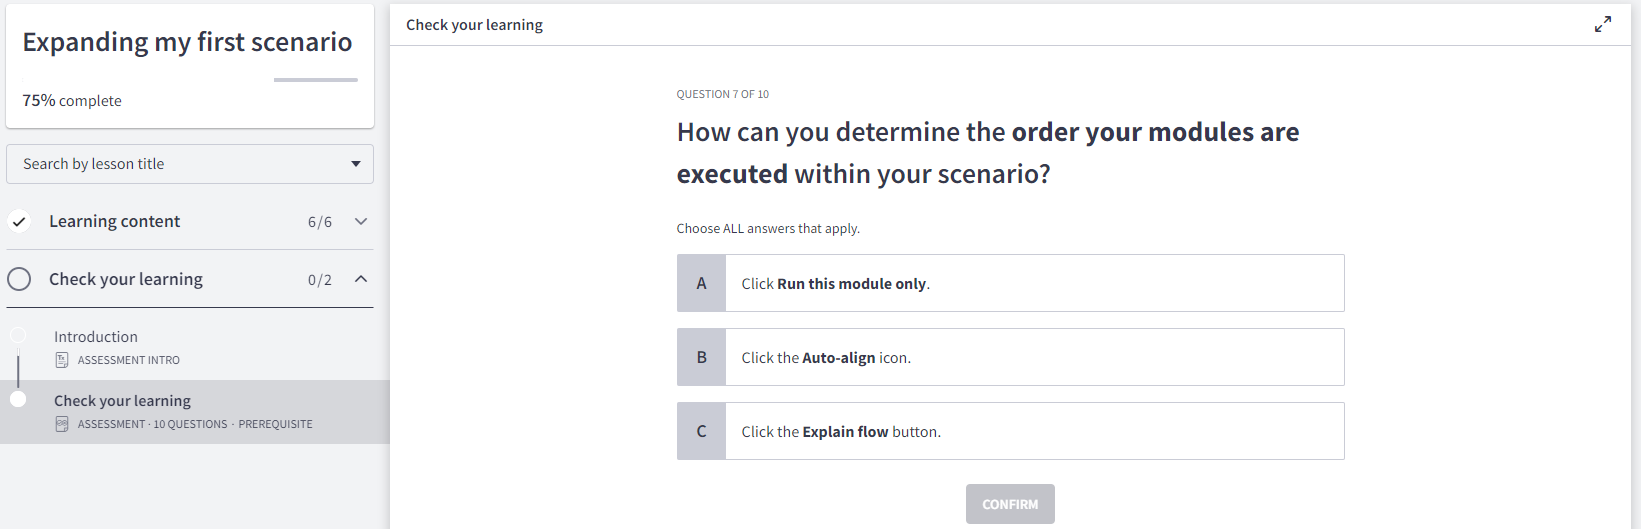 Expanding my first scenario
75% complete
Search by lesson title
Learning content 6/6
Check your learning 0/2
Introduction
ASSESSMENT INTRO
Check your learning
ASSESSMENT · 10 QUESTIONS · PREREQUISITE
Check your learning
QUESTION 7 OF 10
How can you determine the order your modules are
executed within your scenario?
Choose ALL answers that apply.
A Click Run this module only.
B Click the Auto-align icon.
C Click the Explain flow button.
CONFIRM